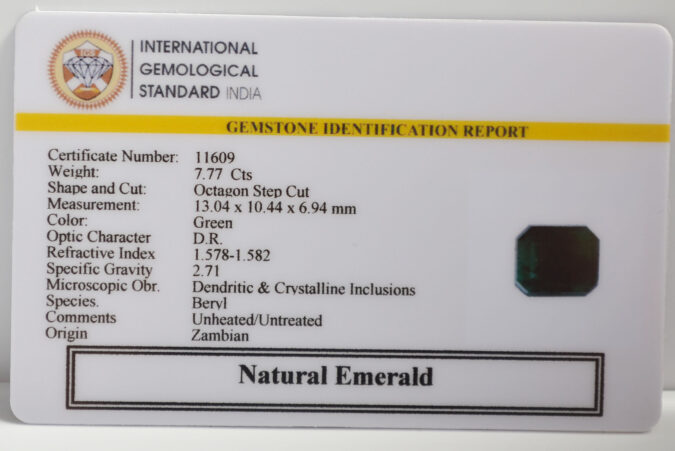 IGS
INTERNATIONAL
GEMOLOGICAL
STANDARD INDIA
GEMSTONE IDENTIFICATION REPORT
Certificate Number: 11609
Weight: 7.77 Cts
Shape and Cut: Octagon Step Cut
Measurement: 13.04 x 10.44 x 6.94 mm
Color: Green
Optic Character D.R.
Refractive Index 1.578-1.582
Specific Gravity 2.71
Microscopic Obr. Dendritic & Crystalline Inclusions
Species. Beryl
Comments Unheated/Untreated
Origin Zambian
Natural Emerald